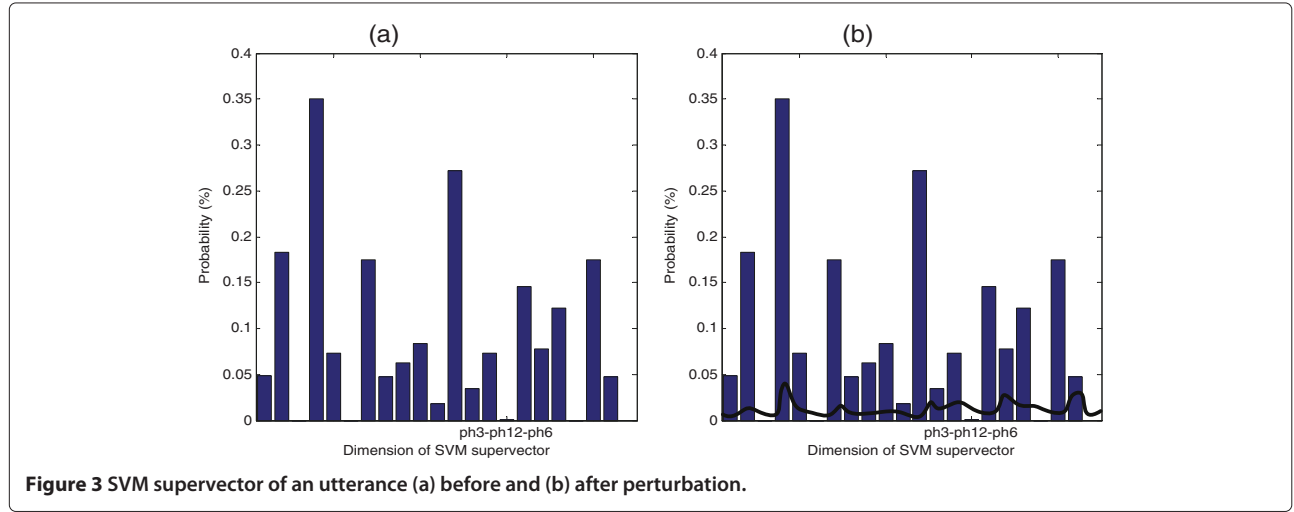 (a)
0.4
0.35
0.3
0.25
0.2
0.15
0.1
0.05
0
Probability (%)
ph3-ph12-ph6
Dimension of SVM supervector
(b)
0.4
0.35
0.3
0.25
0.2
0.15
0.1
0.05
0
Probability (%)
ph3-ph12-ph6
Dimension of SVM supervector
Figure 3 SVM supervector of an utterance (a) before and (b) after perturbation.